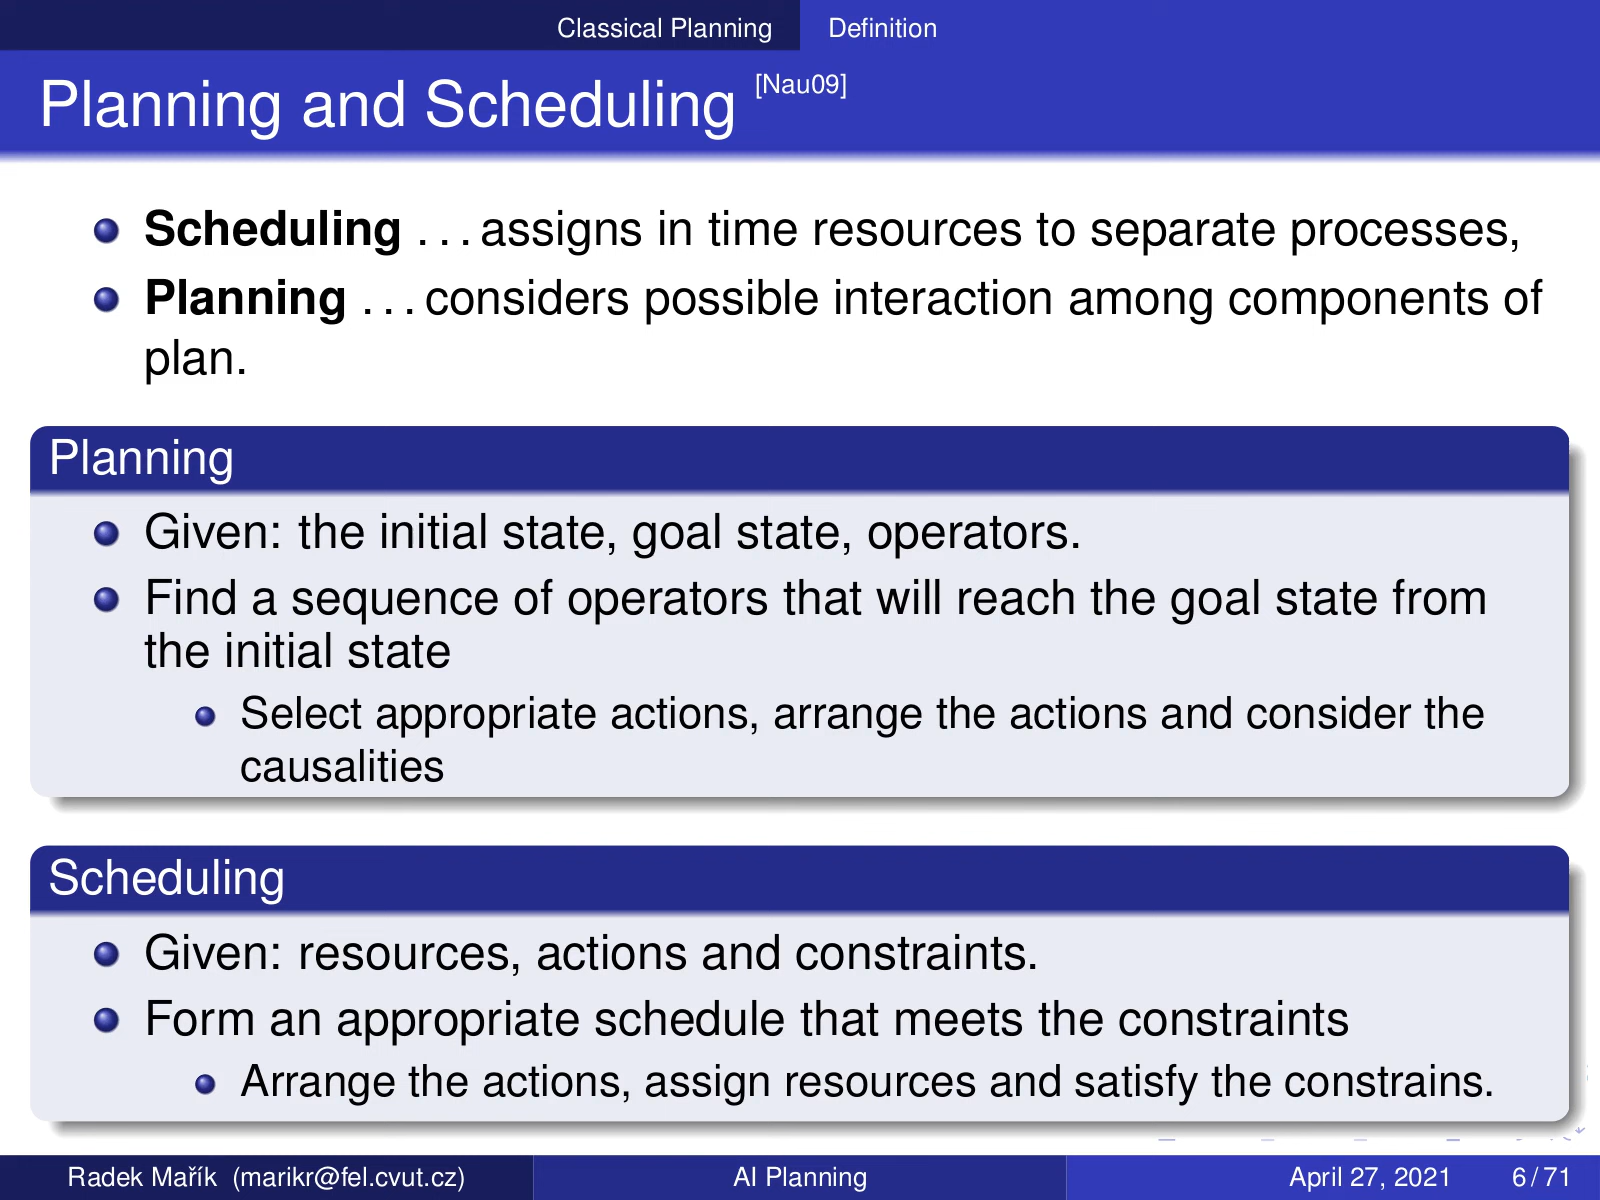 Classical Planning Definition
Planning and Scheduling [Nau09]
Scheduling . . . assigns in time resources to separate processes,
Planning . . . considers possible interaction among components of
plan.
Planning
Given: the initial state, goal state, operators.
Find a sequence of operators that will reach the goal state from
the initial state
Select appropriate actions, arrange the actions and consider the
causalities
Scheduling
Given: resources, actions and constraints.
Form an appropriate schedule that meets the constraints
Arrange the actions, assign resources and satisfy the constrains.
Radek Mařík (marikr@fel.cvut.cz) AI Planning April 27, 2021 6 / 71